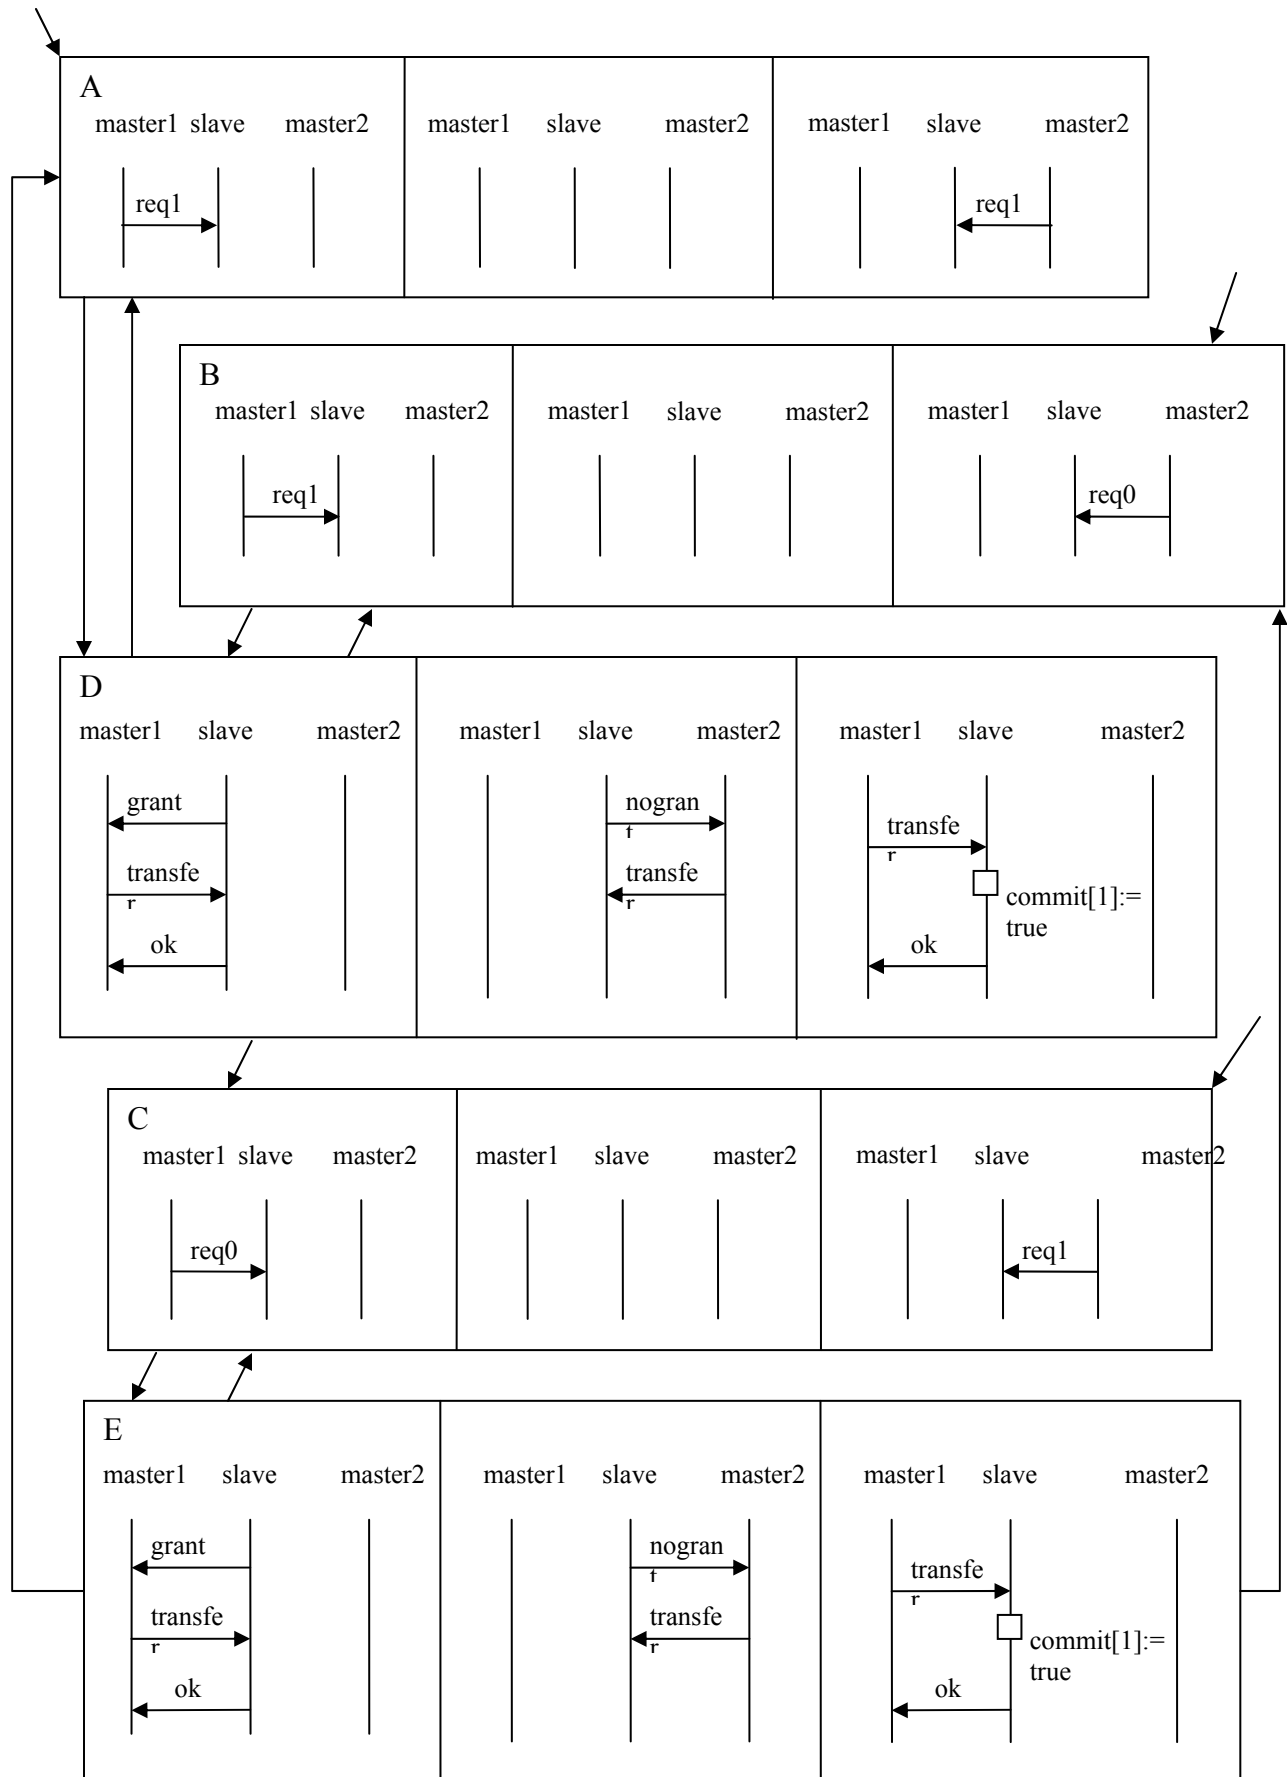 A
master1 slave master2 master1 slave master2 master1 slave master2
req1 req1
B
master1 slave master2 master1 slave master2 master1 slave master2
req1 req0
D
master1 slave master2 master1 slave master2 master1 slave master2
grant nogran
t
transfe
r
transfe
r
transfe
r
commit[1]:=
true
ok ok
C
master1 slave master2 master1 slave master2 master1 slave master2
req0 req1
E
master1 slave master2 master1 slave master2 master1 slave master2
grant nogran
t
transfe
r
transfe
r
transfe
r
commit[1]:=
true
ok ok